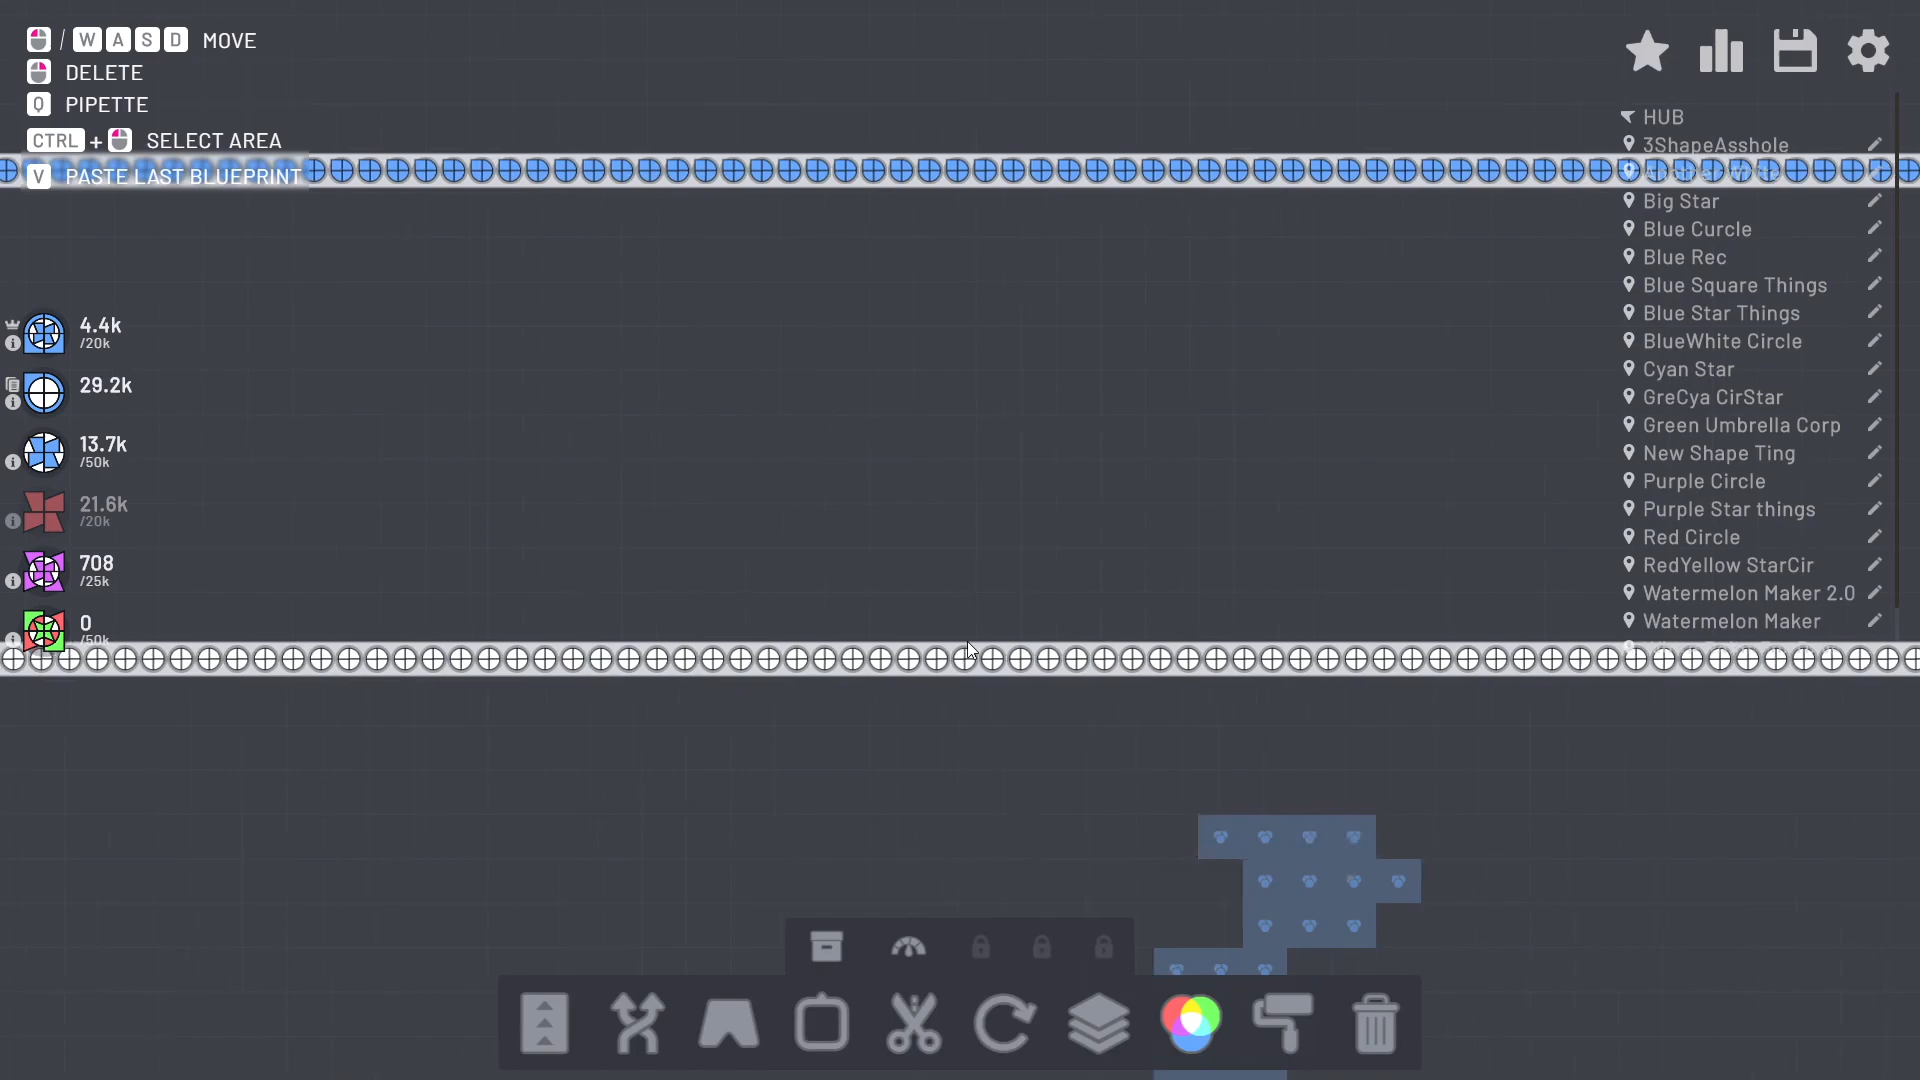 / W A S D MOVE
DELETE
Q PIPETTE
CTRL + SELECT AREA
V PASTE LAST BLUEPRINT
HUB
3ShapeAsshole
Another White
Big Star
Blue Curcle
Blue Rec
Blue Square Things
Blue Star Things
BlueWhite Circle
Cyan Star
GreCya CirStar
Green Umbrella Corp
New Shape Ting
Purple Circle
Purple Star things
Red Circle
RedYellow StarCir
Watermelon Maker 2.0
Watermelon Maker
4.4k
/20k
29.2k
13.7k
/50k
21.6k
/20k
708
/25k
0
/50k